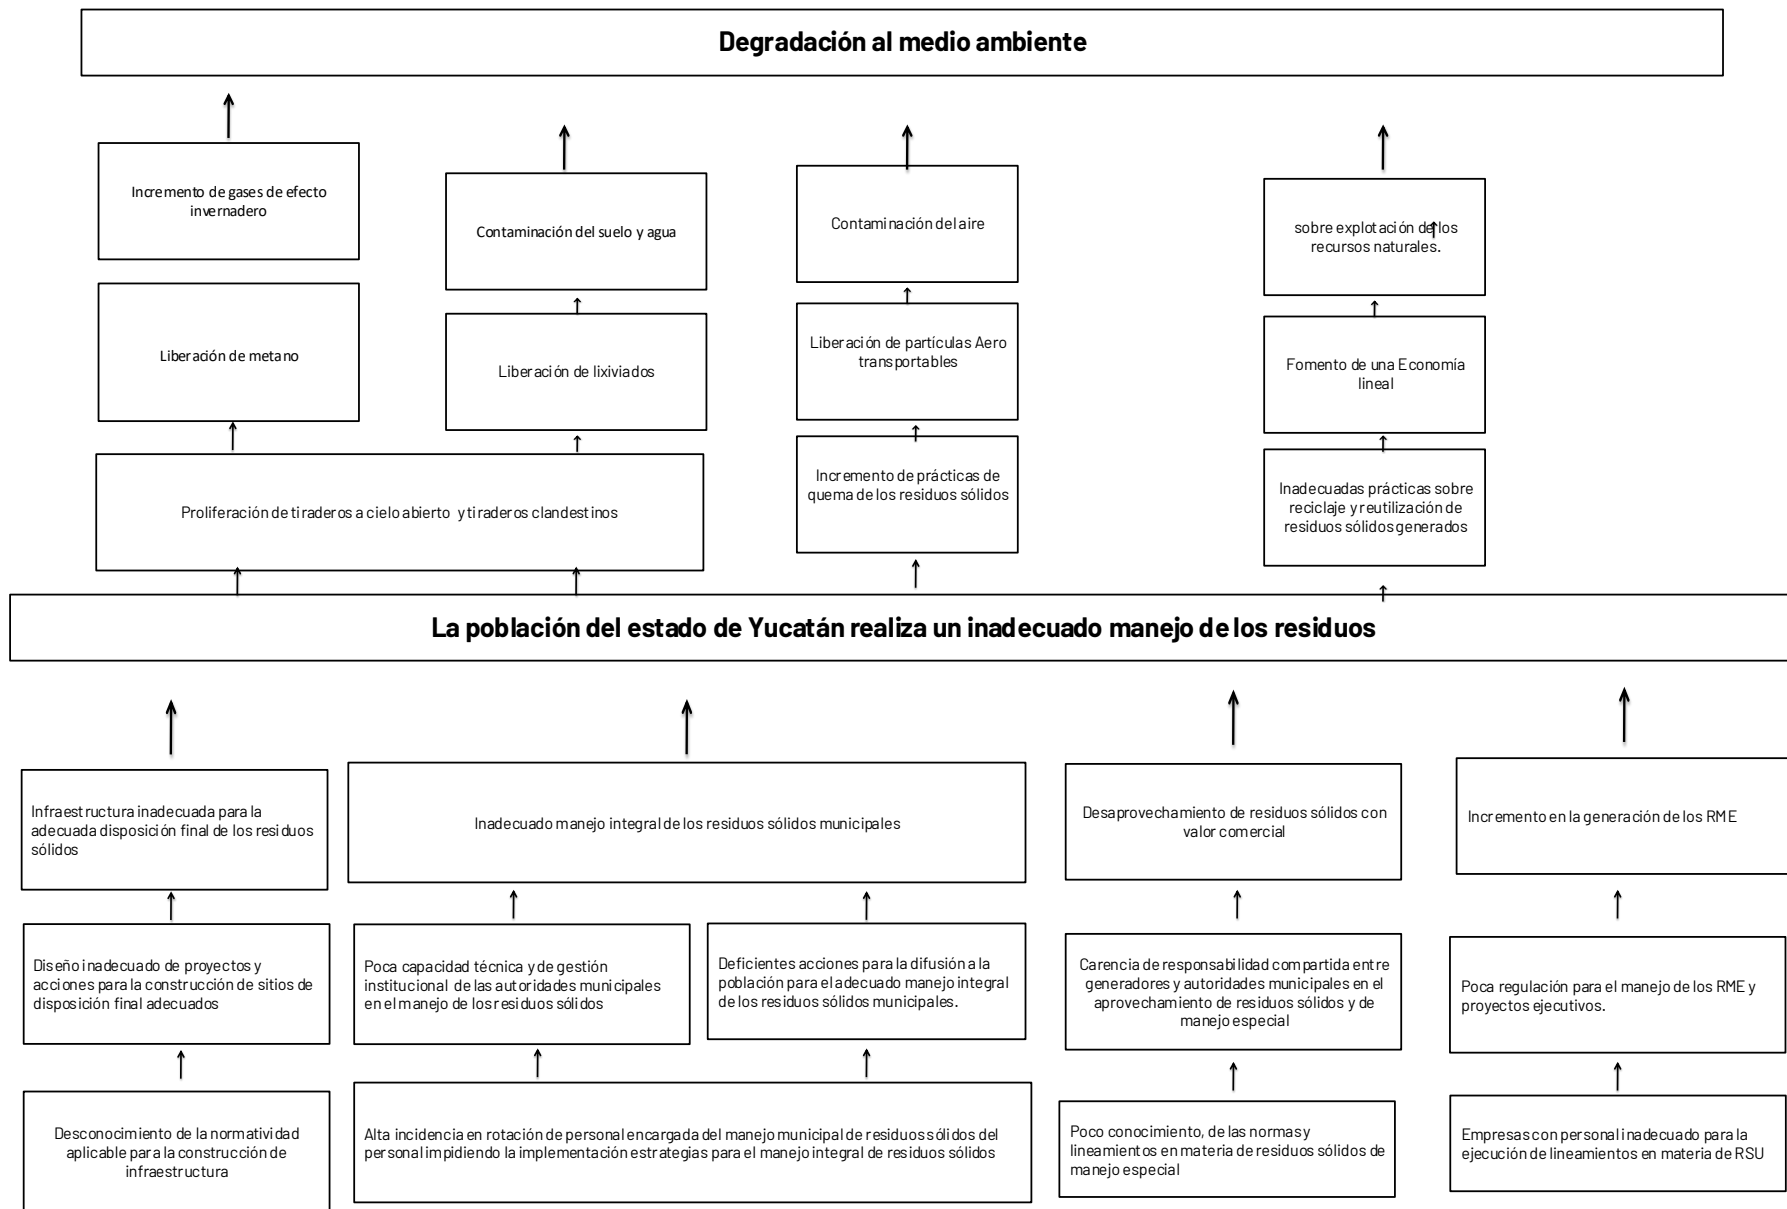 Degradación al medio ambiente
Incremento de gases de efecto
invernadero
Contaminación del suelo y agua
Contaminación del aire
sobre explotación de los
recursos naturales.
Liberación de metano
Liberación de lixiviados
Liberación de partículas Aero
transportables
Fomento de una Economía
lineal
Proliferación de tiraderos a cielo abierto y tiraderos clandestinos
Incremento de prácticas de
quema de los residuos sólidos
Inadecuadas prácticas sobre
reciclaje y reutilización de
residuos sólidos generados
La población del estado de Yucatán realiza un inadecuado manejo de los residuos
Infraestructura inadecuada para la
adecuada disposición final de los residuos
sólidos
Inadecuado manejo integral de los residuos sólidos municipales
Desaprovechamiento de residuos sólidos con
valor comercial
Incremento en la generación de los RME
Diseño inadecuado de proyectos y
acciones para la construcción de sitios de
disposición final adecuados
Poca capacidad técnica y de gestión
institucional de las autoridades municipales
en el manejo de los residuos sólidos
Deficientes acciones para la difusión a la
población para el adecuado manejo integral
de los residuos sólidos municipales.
Carencia de responsabilidad compartida entre
generadores y autoridades municipales en el
aprovechamiento de residuos sólidos y de
manejo especial
Poca regulación para el manejo de los RME y
proyectos ejecutivos.
Desconocimiento de la normatividad
aplicable para la construcción de
infraestructura
Alta incidencia en rotación de personal encargada del manejo municipal de residuos sólidos del
personal impidiendo la implementación estrategias para el manejo integral de residuos sólidos
Poco conocimiento, de las normas y
lineamientos en materia de residuos sólidos de
manejo especial
Empresas con personal inadecuado para la
ejecución de lineamientos en materia de RSU